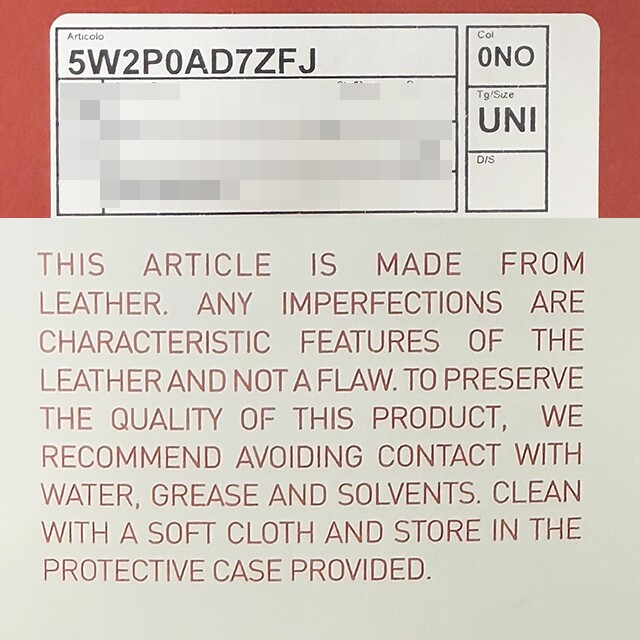 Articolo
5W2P0AD7ZFJ
Col
0NO
Tg/Size
UNI
D/S
THIS ARTICLE IS MADE FROM
LEATHER. ANY IMPERFECTIONS ARE
CHARACTERISTIC FEATURES OF THE
LEATHER AND NOT A FLAW. TO PRESERVE
THE QUALITY OF THIS PRODUCT, WE
RECOMMEND AVOIDING CONTACT WITH
WATER, GREASE AND SOLVENTS. CLEAN
WITH A SOFT CLOTH AND STORE IN THE
PROTECTIVE CASE PROVIDED.